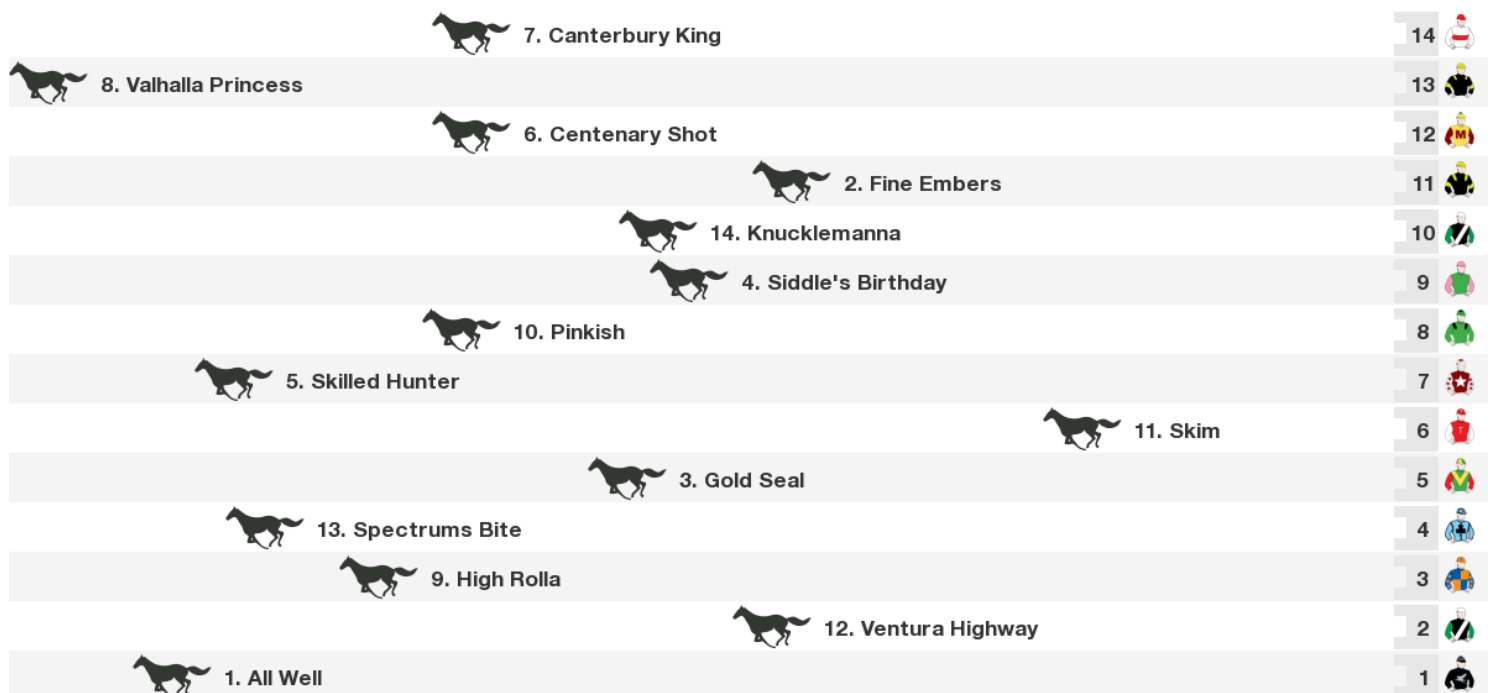 7. Canterbury King 14
8. Valhalla Princess 13
6. Centenary Shot 12 M
2. Fine Embers 11
14. Knucklemanna 10
4. Siddle's Birthday 9
10. Pinkish 8
5. Skilled Hunter 7
11. Skim 6 T
3. Gold Seal 5
13. Spectrums Bite 4
9. High Rolla 3
12. Ventura Highway 2
1. All Well 1